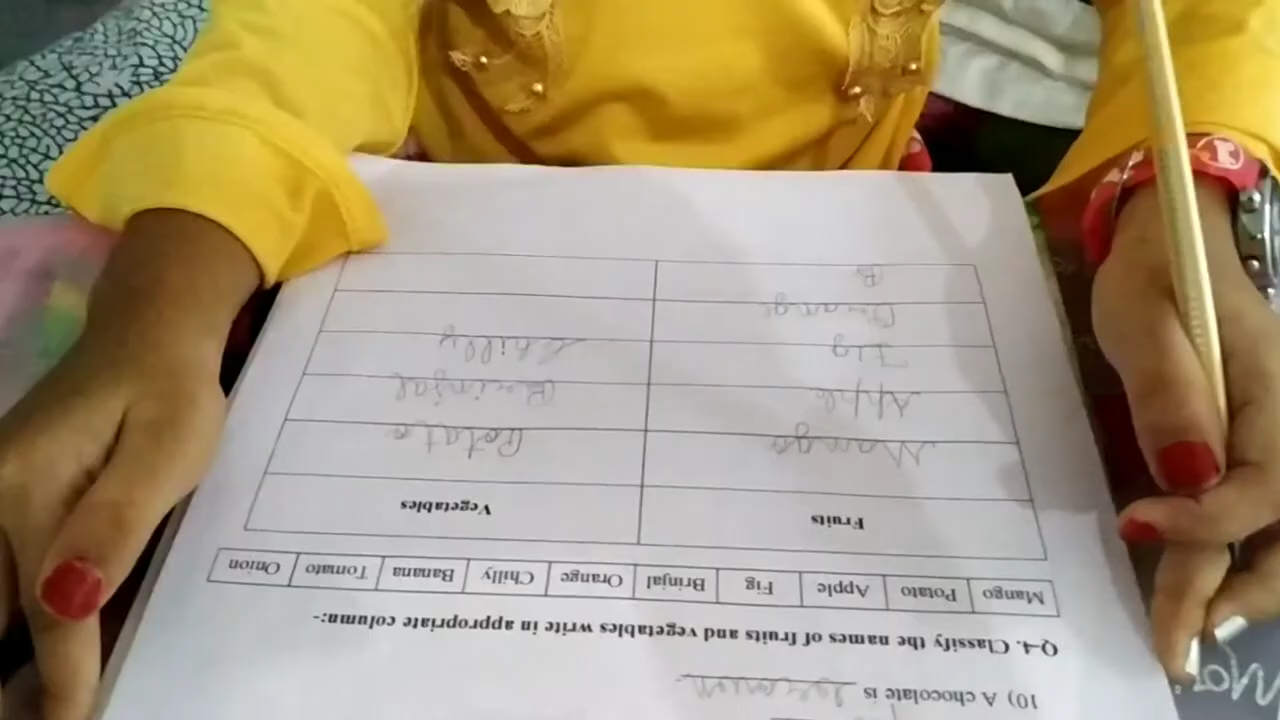 10) A chocolate is
Q-4. Classify the names of fruits and vegetables write in appropriate column:-
Mango Potato Apple Fig Brinjal Orange Chilly Banana Tomato Onion
Fruits Vegetables
Mango Potato
Apple Brinjal
Fig Chilly
Orange
B